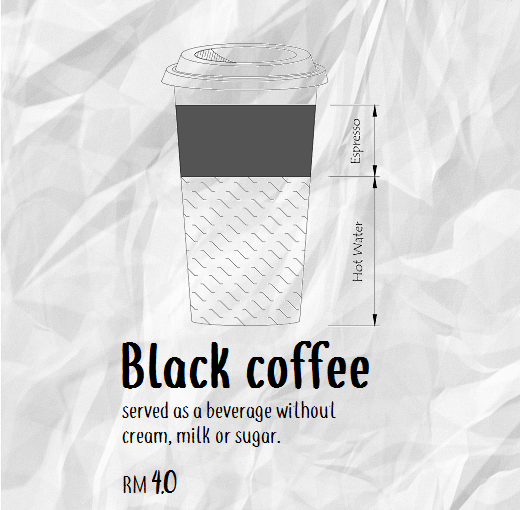 Espresso
Hot Water
Black coffee
served as a beverage without
cream, milk or sugar.
RM 4.0